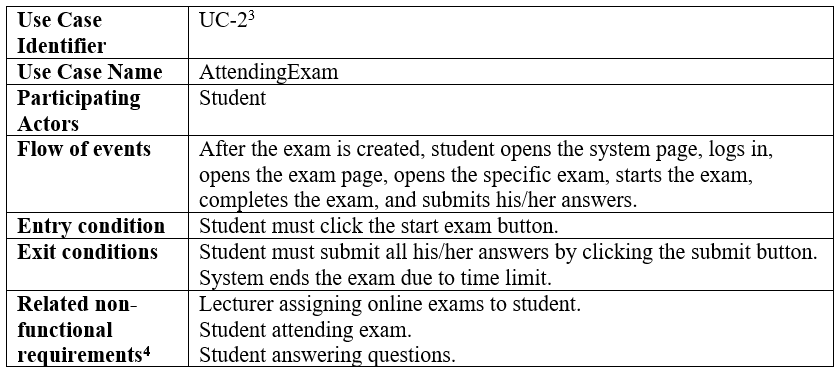 Use Case UC-2³
Identifier
Use Case Name AttendingExam
Participating Student
Actors
Flow of events After the exam is created, student opens the system page, logs in,
opens the exam page, opens the specific exam, starts the exam,
completes the exam, and submits his/her answers.
Entry condition Student must click the start exam button.
Exit conditions Student must submit all his/her answers by clicking the submit button.
System ends the exam due to time limit.
Related non- Lecturer assigning online exams to student.
functional Student attending exam.
requirements⁴ Student answering questions.